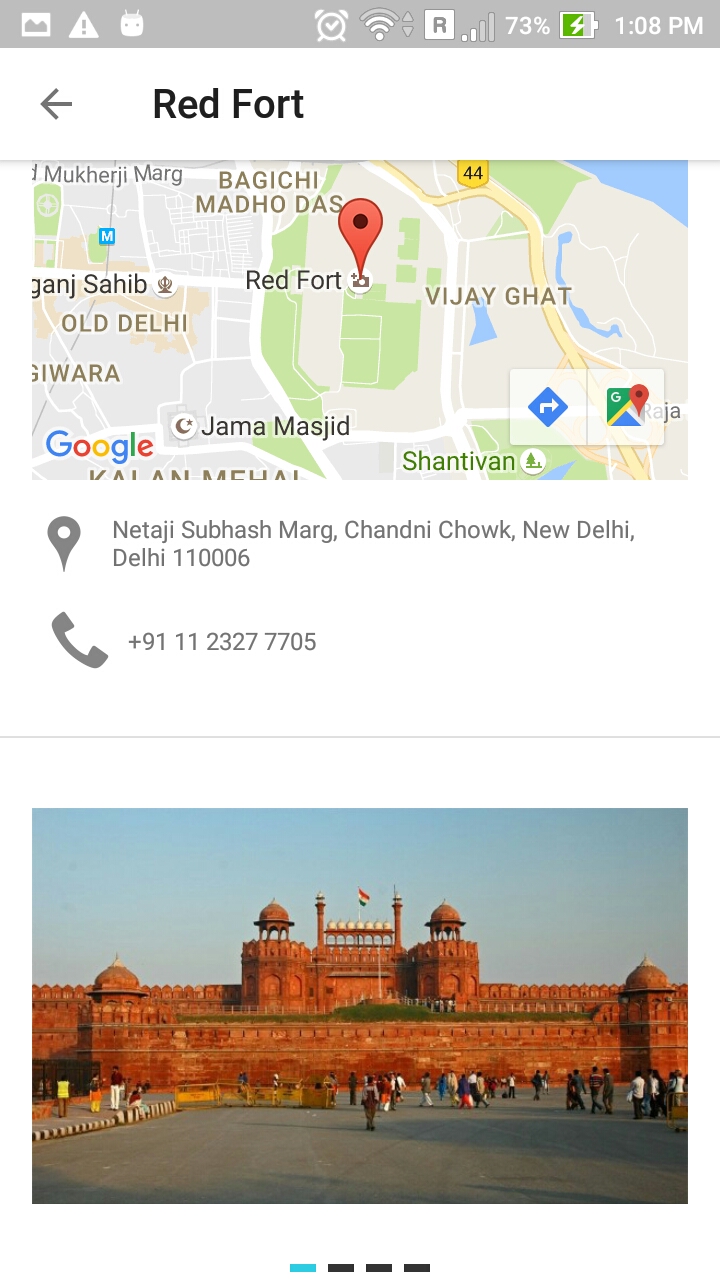 R 73% 1:08 PM
Red Fort
d Mukherji Marg
44
BAGICHI
MADHO DAS
M
Red Fort
ganj Sahib
VIJAY GHAT
OLD DELHI
GIWARA
G
Raja
Jama Masjid
Google
Shantivan
KALAN MEHAL
Netaji Subhash Marg, Chandni Chowk, New Delhi,
Delhi 110006
+91 11 2327 7705